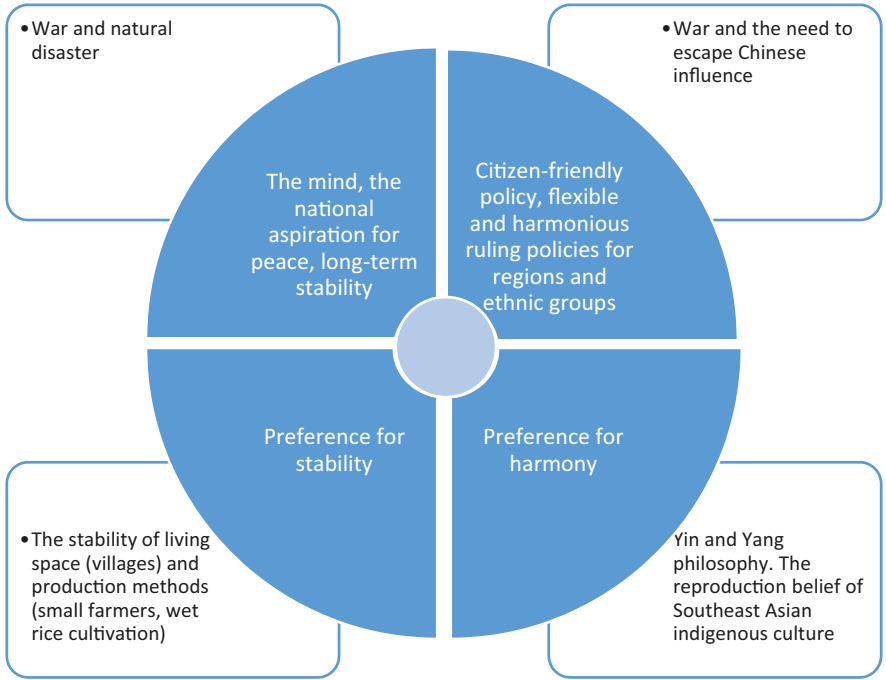 •War and natural
disaster
•War and the need to
escape Chinese
influence
The mind, the
national
aspiration for
peace, long-term
stability
Citizen-friendly
policy, flexible
and harmonious
ruling policies for
regions and
ethnic groups
Preference for
stability
Preference for
harmony
•The stability of living
space (villages) and
production methods
(small farmers, wet
rice cultivation)
Yin and Yang
philosophy. The
reproduction belief of
Southeast Asian
indigenous culture